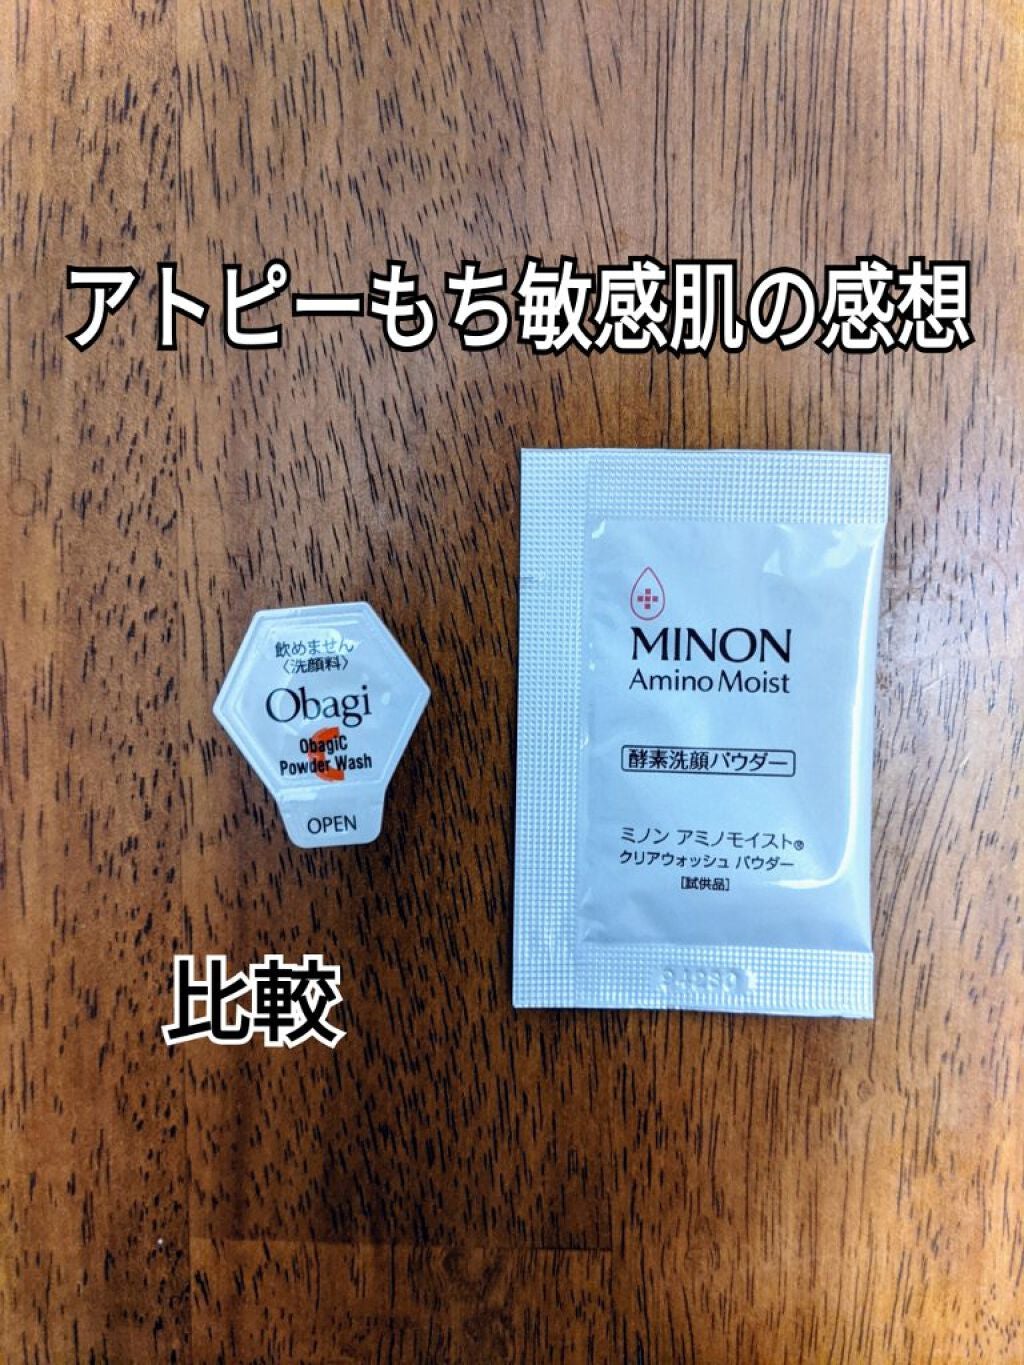 アトピーもち敏感肌の感想
飲めません
〈洗顔料〉
Obagi
ObagiC
Powder Wash
OPEN
MINON
Amino Moist
酵素洗顔パウダー
ミノン アミノモイスト®
クリアウォッシュ パウダー
[試供品]
比較